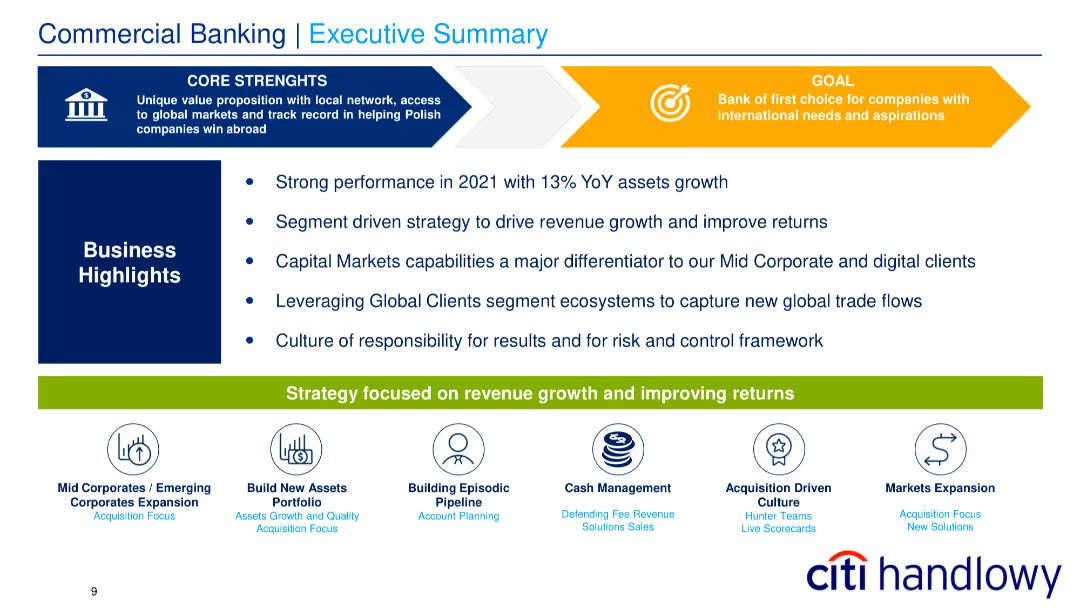 Commercial Banking | Executive Summary
CORE STRENGHTS
Unique value proposition with local network, access
to global markets and track record in helping Polish
companies win abroad
GOAL
Bank of first choice for companies with
international needs and aspirations
Business
Highlights
• Strong performance in 2021 with 13% YoY assets growth
• Segment driven strategy to drive revenue growth and improve returns
• Capital Markets capabilities a major differentiator to our Mid Corporate and digital clients
• Leveraging Global Clients segment ecosystems to capture new global trade flows
• Culture of responsibility for results and for risk and control framework
Strategy focused on revenue growth and improving returns
Mid Corporates / Emerging
Corporates Expansion
Acquisition Focus
Build New Assets
Portfolio
Assets Growth and Quality
Acquisition Focus
Building Episodic
Pipeline
Account Planning
Cash Management
Defending Fee Revenue
Solutions Sales
Acquisition Driven
Culture
Hunter Teams
Live Scorecards
Markets Expansion
Acquisition Focus
New Solutions
citi handlowy
9